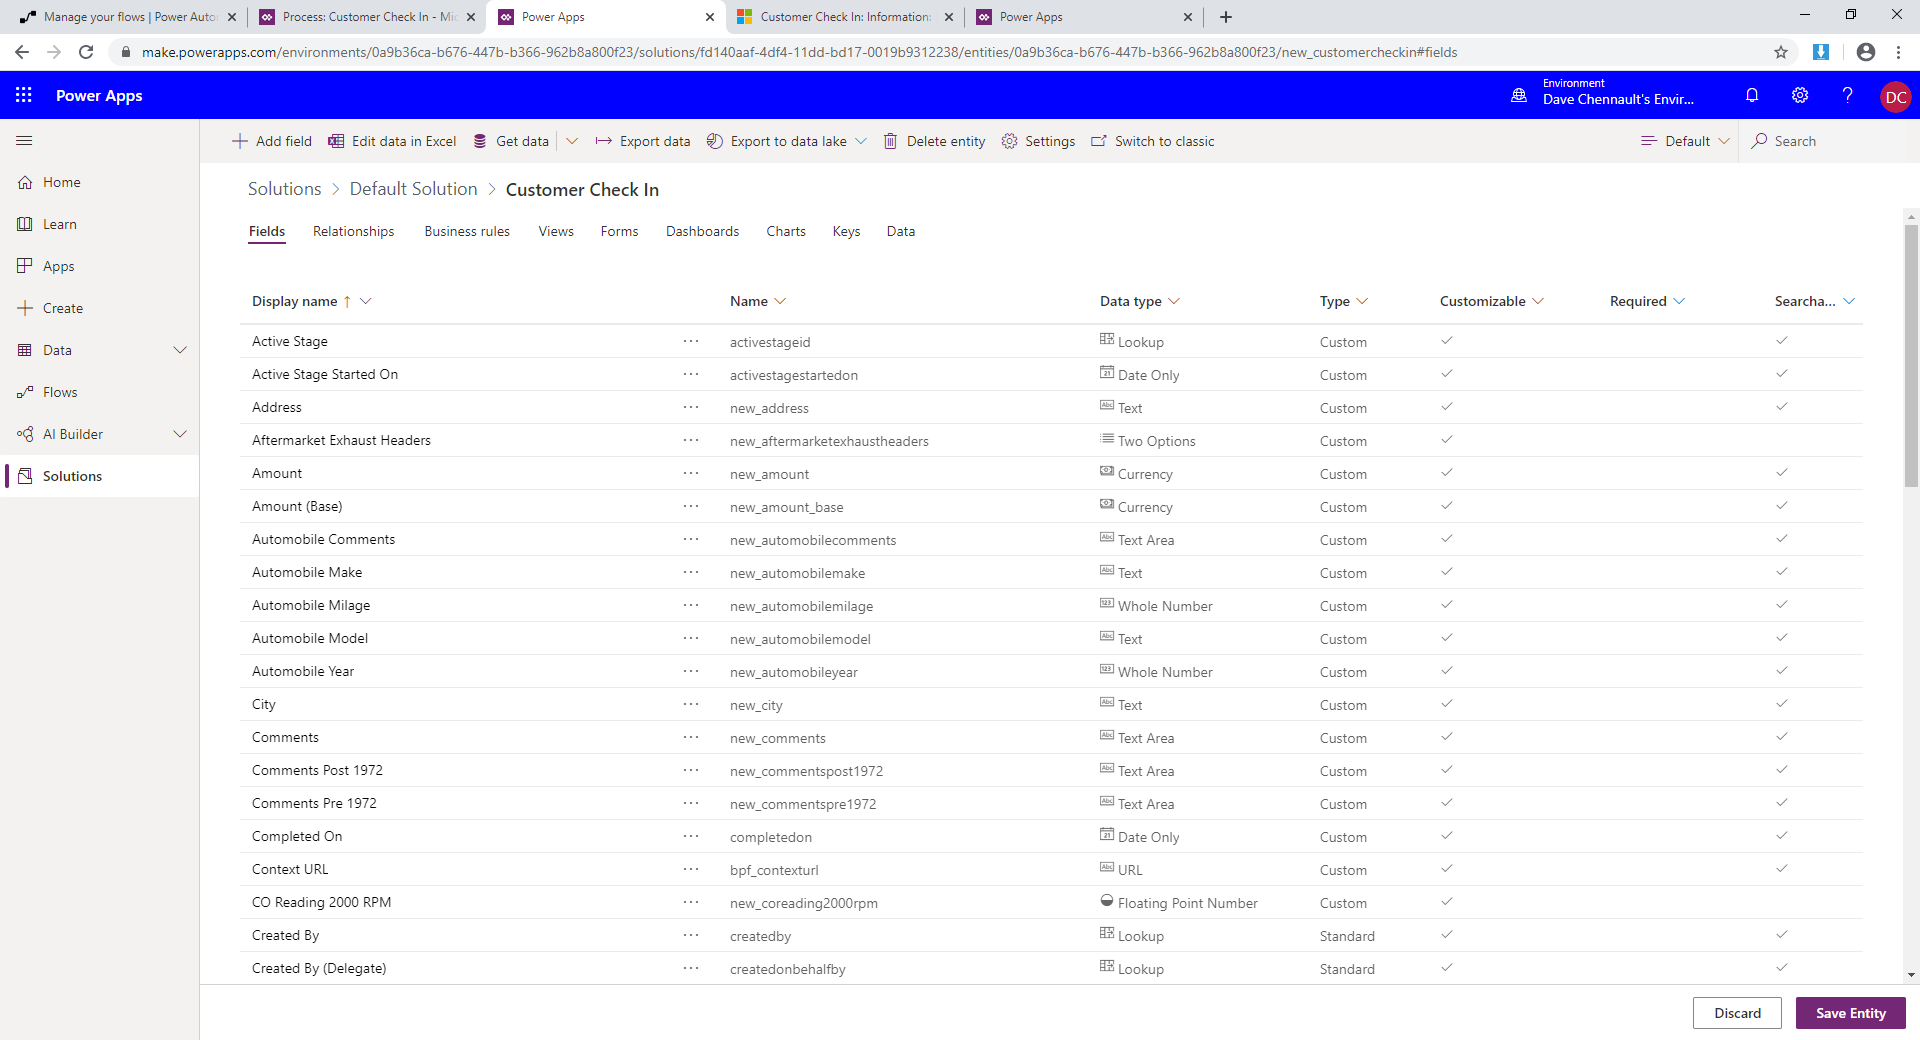 Manage your flows | Power Auto
Process: Customer Check In - Mic
Power Apps
Customer Check In: Information:
Power Apps
make.powerapps.com/environments/0a9b36ca-b676-447b-b366-962b8a800f23/solutions/fd140aaf-4df4-11dd-bd17-0019b9312238/entities/0a9b36ca-b676-447b-b366-962b8a800f23/new_customercheckin#fields
Power Apps
Environment
Dave Chennault's Envir...
DC
Add field
Edit data in Excel
Get data
Export data
Export to data lake
Delete entity
Settings
Switch to classic
Default
Search
Home
Learn
Apps
Create
Data
Flows
AI Builder
Solutions
Solutions > Default Solution > Customer Check In
Fields Relationships Business rules Views Forms Dashboards Charts Keys Data
Display name ↑ Name Data type Type Customizable Required Searcha...
Active Stage ··· activestageid Lookup Custom
Active Stage Started On ··· activestagestartedon Date Only Custom
Address ··· new_address Text Custom
Aftermarket Exhaust Headers ··· new_aftermarketexhaustheaders Two Options Custom
Amount ··· new_amount Currency Custom
Amount (Base) ··· new_amount_base Currency Custom
Automobile Comments ··· new_automobilecomments Text Area Custom
Automobile Make ··· new_automobilemake Text Custom
Automobile Milage ··· new_automobilemilage Whole Number Custom
Automobile Model ··· new_automobilemodel Text Custom
Automobile Year ··· new_automobileyear Whole Number Custom
City ··· new_city Text Custom
Comments ··· new_comments Text Area Custom
Comments Post 1972 ··· new_commentspost1972 Text Area Custom
Comments Pre 1972 ··· new_commentspre1972 Text Area Custom
Completed On ··· completedon Date Only Custom
Context URL ··· bpf_contexturl URL Custom
CO Reading 2000 RPM ··· new_coreading2000rpm Floating Point Number Custom
Created By ··· createdby Lookup Standard
Created By (Delegate) ··· createdonbehalfby Lookup Standard
Discard
Save Entity